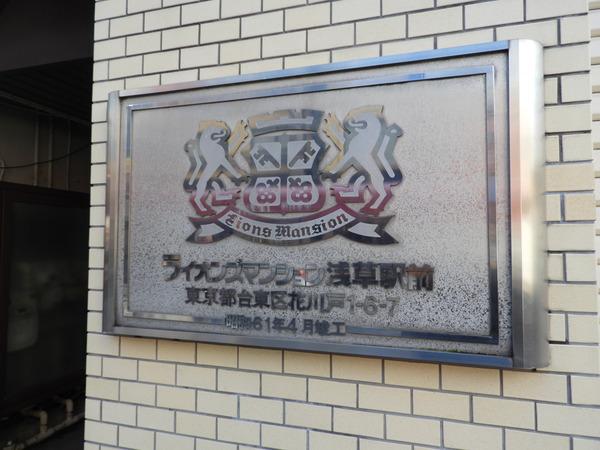 Lions Mansion
ライオンズマンション浅草駅前
東京都台東区花川戸1-6-7
昭和61年4月竣工